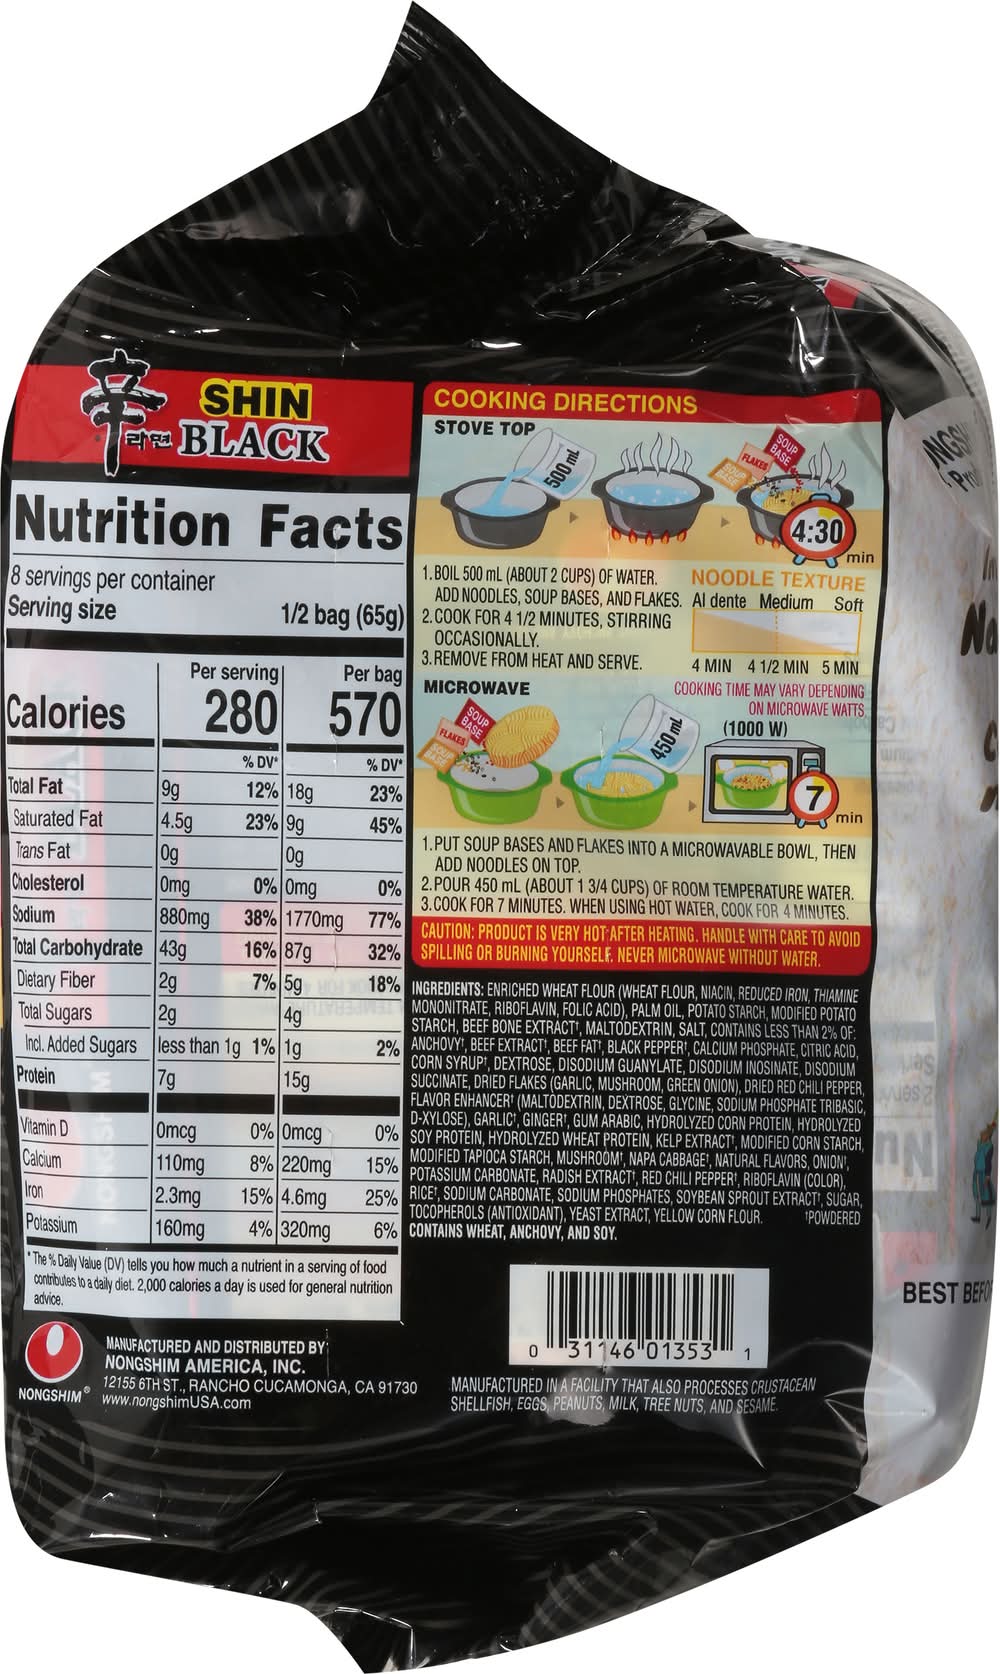 辛
라면
SHIN
BLACK
Nutrition Facts
8 servings per container
Serving size 1/2 bag (65g)
Per serving Per bag
Calories 280 570
% DV* % DV*
Total Fat 9g 12% 18g 23%
Saturated Fat 4.5g 23% 9g 45%
Trans Fat 0g 0g
Cholesterol 0mg 0% 0mg 0%
Sodium 880mg 38% 1770mg 77%
Total Carbohydrate 43g 16% 87g 32%
Dietary Fiber 2g 7% 5g 18%
Total Sugars 2g 4g
Incl. Added Sugars less than 1g 1% 1g 2%
Protein 7g 15g
Vitamin D 0mcg 0% 0mcg 0%
Calcium 110mg 8% 220mg 15%
Iron 2.3mg 15% 4.6mg 25%
Potassium 160mg 4% 320mg 6%
* The % Daily Value (DV) tells you how much a nutrient in a serving of food
contributes to a daily diet. 2,000 calories a day is used for general nutrition
advice.
NONGSHIM®
MANUFACTURED AND DISTRIBUTED BY
NONGSHIM AMERICA, INC.
12155 6TH ST., RANCHO CUCAMONGA, CA 91730
www.nongshimUSA.com
COOKING DIRECTIONS
STOVE TOP
500 mL
SOUP BASE
FLAKES
SOUP BASE
4:30 min
1.BOIL 500 mL (ABOUT 2 CUPS) OF WATER.
ADD NOODLES, SOUP BASES, AND FLAKES.
2.COOK FOR 4 1/2 MINUTES, STIRRING
OCCASIONALLY.
3.REMOVE FROM HEAT AND SERVE.
NOODLE TEXTURE
Al dente Medium Soft
4 MIN 4 1/2 MIN 5 MIN
MICROWAVE
COOKING TIME MAY VARY DEPENDING
ON MICROWAVE WATTS
(1000 W)
SOUP BASE
FLAKES
SOUP BASE
450 mL
7 min
1.PUT SOUP BASES AND FLAKES INTO A MICROWAVABLE BOWL, THEN
ADD NOODLES ON TOP.
2.POUR 450 mL (ABOUT 1 3/4 CUPS) OF ROOM TEMPERATURE WATER.
3.COOK FOR 7 MINUTES. WHEN USING HOT WATER, COOK FOR 4 MINUTES.
CAUTION: PRODUCT IS VERY HOT AFTER HEATING. HANDLE WITH CARE TO AVOID
SPILLING OR BURNING YOURSELF. NEVER MICROWAVE WITHOUT WATER.
INGREDIENTS: ENRICHED WHEAT FLOUR (WHEAT FLOUR, NIACIN, REDUCED IRON, THIAMINE
MONONITRATE, RIBOFLAVIN, FOLIC ACID), PALM OIL, POTATO STARCH, MODIFIED POTATO
STARCH, BEEF BONE EXTRACT†, MALTODEXTRIN, SALT, CONTAINS LESS THAN 2% OF:
ANCHOVY†, BEEF EXTRACT†, BEEF FAT†, BLACK PEPPER†, CALCIUM PHOSPHATE, CITRIC ACID,
CORN SYRUP†, DEXTROSE, DISODIUM GUANYLATE, DISODIUM INOSINATE, DISODIUM
SUCCINATE, DRIED FLAKES (GARLIC, MUSHROOM, GREEN ONION), DRIED RED CHILI PEPPER,
FLAVOR ENHANCER† (MALTODEXTRIN, DEXTROSE, GLYCINE, SODIUM PHOSPHATE TRIBASIC,
D-XYLOSE), GARLIC†, GINGER†, GUM ARABIC, HYDROLYZED CORN PROTEIN, HYDROLYZED
SOY PROTEIN, HYDROLYZED WHEAT PROTEIN, KELP EXTRACT†, MODIFIED CORN STARCH,
MODIFIED TAPIOCA STARCH, MUSHROOM†, NAPA CABBAGE†, NATURAL FLAVORS, ONION†,
POTASSIUM CARBONATE, RADISH EXTRACT†, RED CHILI PEPPER†, RIBOFLAVIN (COLOR),
RICE†, SODIUM CARBONATE, SODIUM PHOSPHATES, SOYBEAN SPROUT EXTRACT†, SUGAR,
TOCOPHEROLS (ANTIOXIDANT), YEAST EXTRACT, YELLOW CORN FLOUR. †POWDERED
CONTAINS WHEAT, ANCHOVY, AND SOY.
0 31146 01353 1
MANUFACTURED IN A FACILITY THAT ALSO PROCESSES CRUSTACEAN
SHELLFISH, EGGS, PEANUTS, MILK, TREE NUTS, AND SESAME.
BEST BEFO